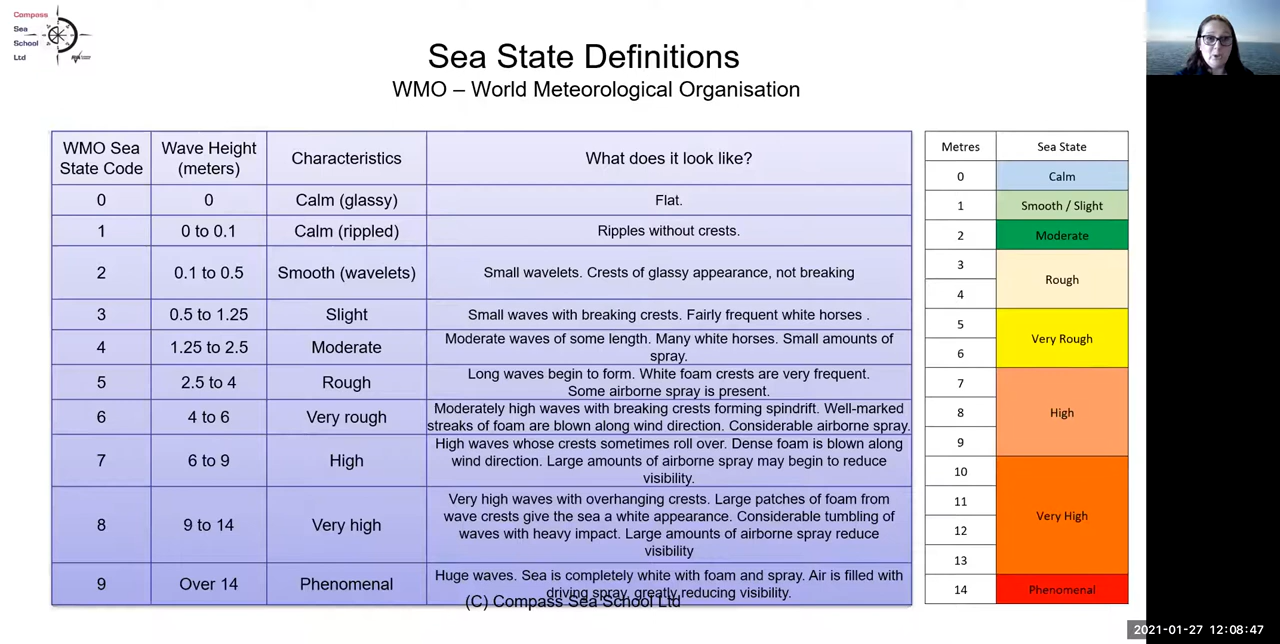 Compass
Sea
School
Ltd
Sea State Definitions
WMO – World Meteorological Organisation
WMO Sea State Code Wave Height (meters) Characteristics What does it look like?
0 0 Calm (glassy) Flat.
1 0 to 0.1 Calm (rippled) Ripples without crests.
2 0.1 to 0.5 Smooth (wavelets) Small wavelets. Crests of glassy appearance, not breaking
3 0.5 to 1.25 Slight Small waves with breaking crests. Fairly frequent white horses .
4 1.25 to 2.5 Moderate Moderate waves of some length. Many white horses. Small amounts of
spray.
5 2.5 to 4 Rough Long waves begin to form. White foam crests are very frequent.
Some airborne spray is present.
6 4 to 6 Very rough Moderately high waves with breaking crests forming spindrift. Well-marked
streaks of foam are blown along wind direction. Considerable airborne spray.
7 6 to 9 High High waves whose crests sometimes roll over. Dense foam is blown along
wind direction. Large amounts of airborne spray may begin to reduce
visibility.
8 9 to 14 Very high Very high waves with overhanging crests. Large patches of foam from
wave crests give the sea a white appearance. Considerable tumbling of
waves with heavy impact. Large amounts of airborne spray reduce
visibility
9 Over 14 Phenomenal Huge waves. Sea is completely white with foam and spray. Air is filled with
driving spray, greatly reducing visibility.
(C) Compass Sea School Ltd
Metres Sea State
0 Calm
1 Smooth / Slight
2 Moderate
3
Rough
4
5
Very Rough
6
7
8 High
9
10
11
Very High
12
13
14 Phenomenal
2021-01-27 12:08:47